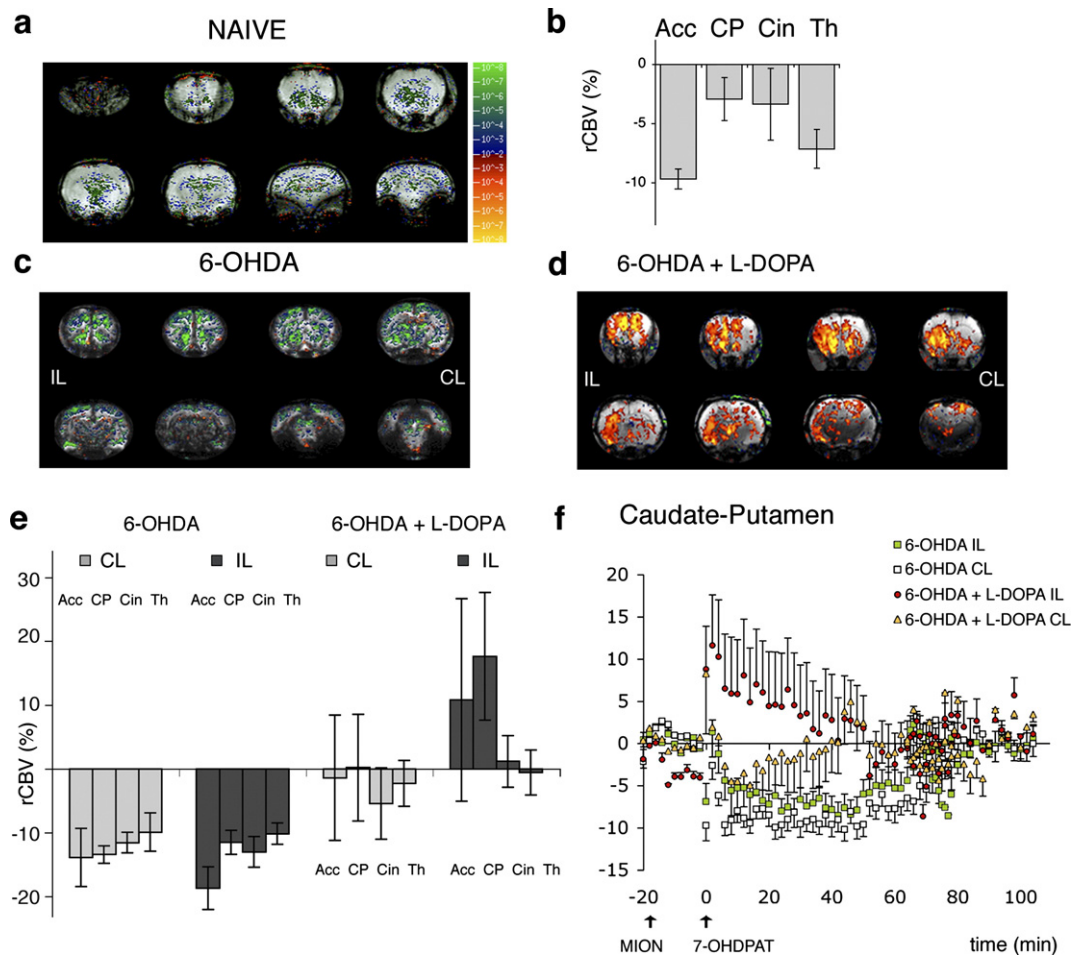 a
NAIVE
10^-8
10^-7
10^-6
10^-5
10^-4
10^-3
10^-2
10^-3
10^-4
10^-5
10^-6
10^-7
10^-8
b
Acc CP Cin Th
0
-5
-10
rCBV (%)
c
6-OHDA
IL
CL
d
6-OHDA + L-DOPA
IL
CL
e
6-OHDA
6-OHDA + L-DOPA
CL
IL
CL
IL
Acc CP Cin Th
Acc CP Cin Th
30
20
10
0
-10
-20
rCBV (%)
Acc CP Cin Th
Acc CP Cin Th
f
Caudate-Putamen
6-OHDA IL
6-OHDA CL
6-OHDA + L-DOPA IL
6-OHDA + L-DOPA CL
20
15
10
5
0
-5
-10
-15
-20 0 20 40 60 80 100
MION
7-OHDPAT
time (min)